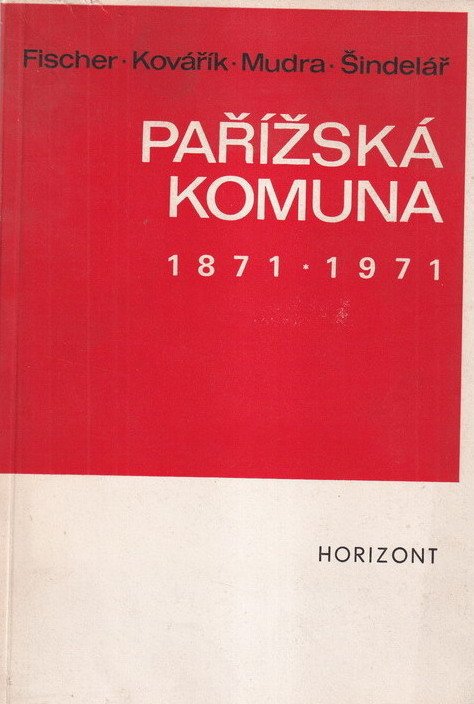 Fischer · Kovářík · Mudra · Šindelář
PAŘÍŽSKÁ
KOMUNA
1871 * 1971
HORIZONT